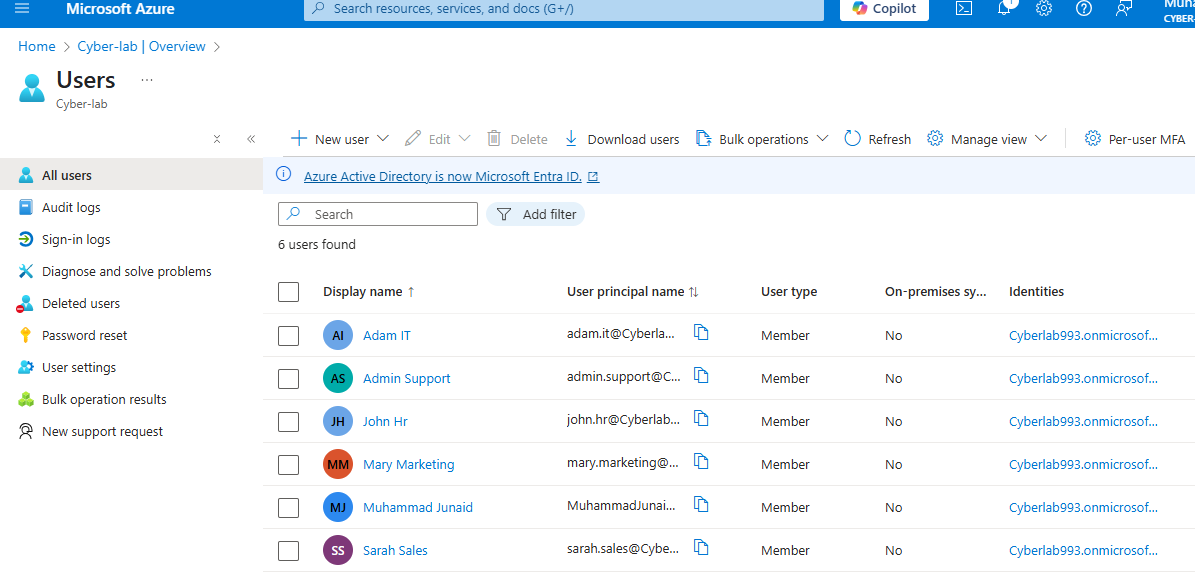 Microsoft Azure
Search resources, services, and docs (G+/)
Copilot
1
CYBER-
Home > Cyber-lab | Overview >
Users ...
Cyber-lab
New user
Edit
Delete
Download users
Bulk operations
Refresh
Manage view
Per-user MFA
All users
Audit logs
Sign-in logs
Diagnose and solve problems
Deleted users
Password reset
User settings
Bulk operation results
New support request
Azure Active Directory is now Microsoft Entra ID.
Search
Add filter
6 users found
Display name ↑ User principal name ↑↓ User type On-premises sy... Identities
AI Adam IT adam.it@Cyberla... Member No Cyberlab993.onmicrosof...
AS Admin Support admin.support@C... Member No Cyberlab993.onmicrosof...
JH John Hr john.hr@Cyberlab... Member No Cyberlab993.onmicrosof...
MM Mary Marketing mary.marketing@... Member No Cyberlab993.onmicrosof...
MJ Muhammad Junaid MuhammadJunai... Member No Cyberlab993.onmicrosof...
SS Sarah Sales sarah.sales@Cybe... Member No Cyberlab993.onmicrosof...